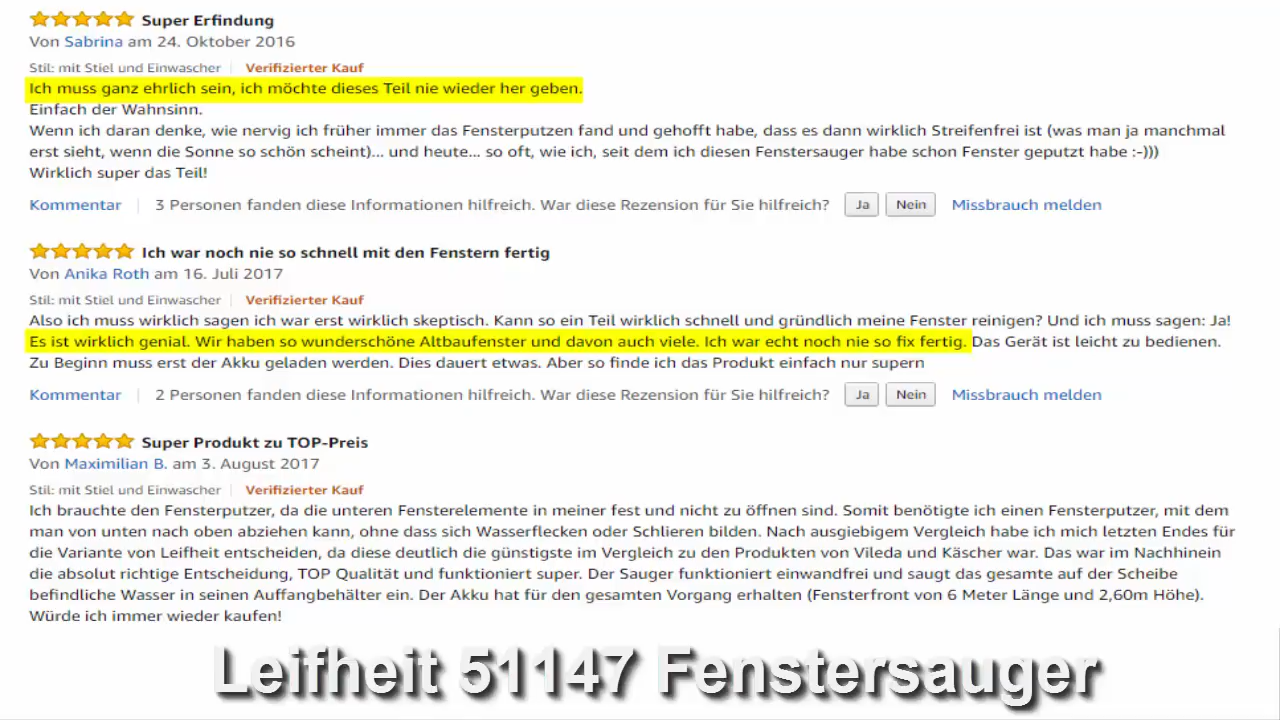 Super Erfindung
Von Sabrina am 24. Oktober 2016
Stil: mit Stiel und Einwascher | Verifizierter Kauf
Ich muss ganz ehrlich sein, ich möchte dieses Teil nie wieder her geben.
Einfach der Wahnsinn.
Wenn ich daran denke, wie nervig ich früher immer das Fensterputzen fand und gehofft habe, dass es dann wirklich Streifenfrei ist (was man ja manchmal
erst sieht, wenn die Sonne so schön scheint)... und heute... so oft, wie ich, seit dem ich diesen Fenstersauger habe schon Fenster geputzt habe :-)))
Wirklich super das Teil!
Kommentar | 3 Personen fanden diese Informationen hilfreich. War diese Rezension für Sie hilfreich? Ja Nein Missbrauch melden
Ich war noch nie so schnell mit den Fenstern fertig
Von Anika Roth am 16. Juli 2017
Stil: mit Stiel und Einwascher | Verifizierter Kauf
Also ich muss wirklich sagen ich war erst wirklich skeptisch. Kann so ein Teil wirklich schnell und gründlich meine Fenster reinigen? Und ich muss sagen: Ja!
Es ist wirklich genial. Wir haben so wunderschöne Altbaufenster und davon auch viele. Ich war echt noch nie so fix fertig. Das Gerät ist leicht zu bedienen.
Zu Beginn muss erst der Akku geladen werden. Dies dauert etwas. Aber so finde ich das Produkt einfach nur supern
Kommentar | 2 Personen fanden diese Informationen hilfreich. War diese Rezension für Sie hilfreich? Ja Nein Missbrauch melden
Super Produkt zu TOP-Preis
Von Maximilian B. am 3. August 2017
Stil: mit Stiel und Einwascher | Verifizierter Kauf
Ich brauchte den Fensterputzer, da die unteren Fensterelemente in meiner fest und nicht zu öffnen sind. Somit benötigte ich einen Fensterputzer, mit dem
man von unten nach oben abziehen kann, ohne dass sich Wasserflecken oder Schlieren bilden. Nach ausgiebigem Vergleich habe ich mich letzten Endes für
die Variante von Leifheit entscheiden, da diese deutlich die günstigste im Vergleich zu den Produkten von Vileda und Käscher war. Das war im Nachhinein
die absolut richtige Entscheidung, TOP Qualität und funktioniert super. Der Sauger funktioniert einwandfrei und saugt das gesamte auf der Scheibe
befindliche Wasser in seinen Auffangbehälter ein. Der Akku hat für den gesamten Vorgang erhalten (Fensterfront von 6 Meter Länge und 2,60m Höhe).
Würde ich immer wieder kaufen!
Leifheit 51147 Fenstersauger